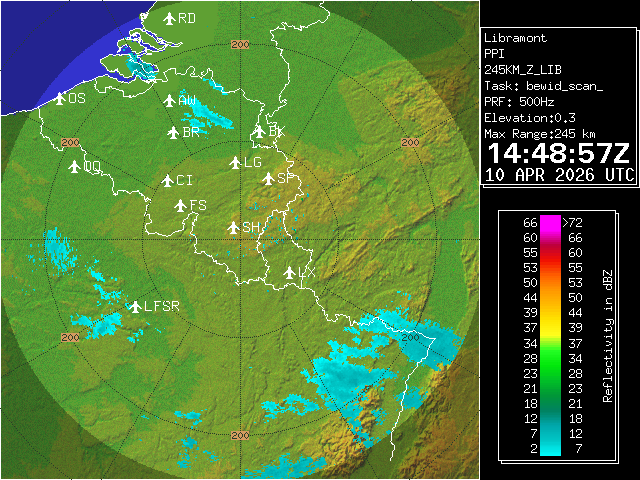 RD
200
OS
AW
BR
BK
200
200
QQ
LG
CI
SP
FS
SH
LX
LFSR
200
200
200
Libramont
PPI
245KM_Z_LIB
Task: bewid_scan_
PRF: 500Hz
Elevation:0.3
Max Range:245 km
14:48:57Z
10 APR 2026 UTC
66 >72
60 66
55 60
53 55
50 53
44 50
39 44
37 39
34 37
28 34
23 28
21 23
18 21
12 18
7 12
2 7
Reflectivity in dBZ